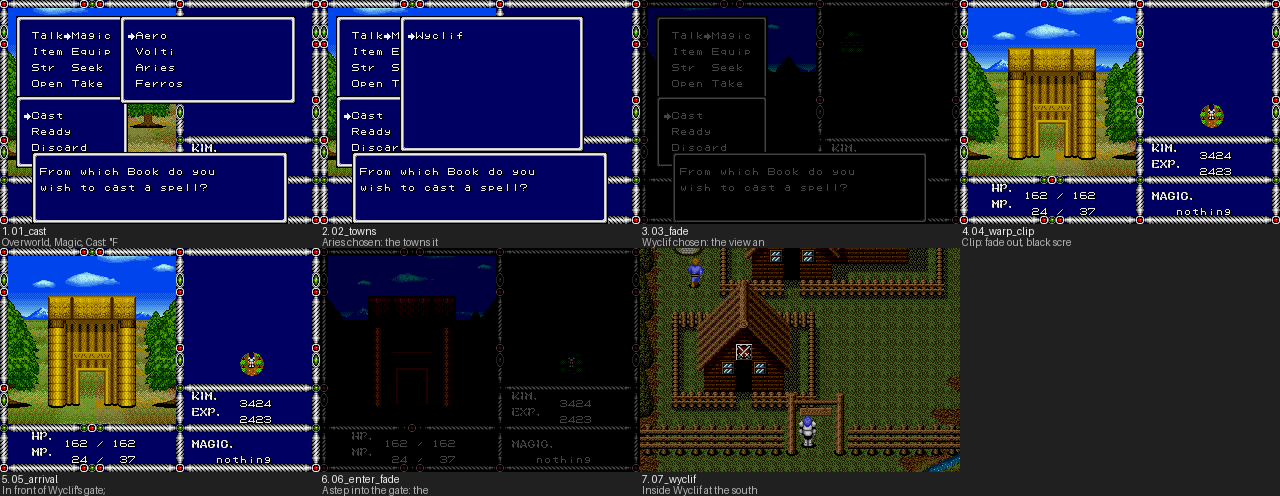 Talk Magic
Item Equip
Str Seek
Open Take
Aero
Volti
Aries
Ferros
Cast
Ready
Discard
KIM.
From which Book do you
wish to cast a spell?
1.01_cast
Overworld, Magic, Cast: "F
Talk M
Item E
Str S
Open T
Wyclif
Cast
Ready
Discard
From which Book do you
wish to cast a spell?
2.02_towns
Aries chosen: the towns it
Talk Magic
Item Equip
Str Seek
Open Take
Cast
Ready
Discard
KIM.
From which Book do you
wish to cast a spell?
3.03_fade
Wyclif chosen: the view an
KIM. 3424
EXP. 2423
HP. 162 / 162
MP. 24 / 37
MAGIC.
nothing
4.04_warp_clip
Clip: fade out, black scre
KIM. 3424
EXP. 2423
HP. 162 / 162
MP. 24 / 37
MAGIC.
nothing
5.05_arrival
In front of Wyclif's gate;
KIM. 3424
EXP. 2423
HP. 162 / 162
MP. 24 / 37
MAGIC.
nothing
6.06_enter_fade
A step into the gate: the
7.07_wyclif
Inside Wyclif at the south